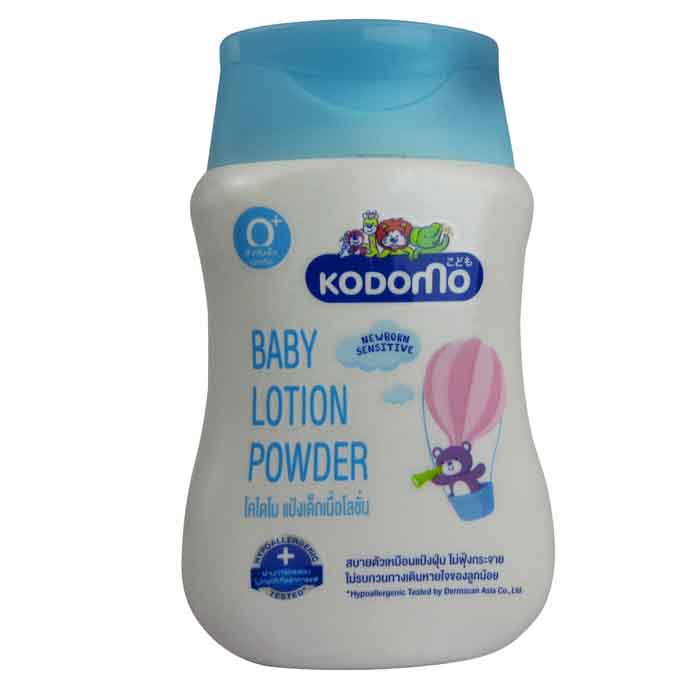 0+
こども
KODOMO
NEWBORN
SENSITIVE
BABY
LOTION
POWDER
โคโดโม แป้งเด็กเนื้อโลชั่น
HYPOALLERGENIC
TESTED*
สบายตัวเหมือนแป้งฝุ่น ไม่ฟุ้งกระจาย
ไม่รบกวนทางเดินหายใจของลูกน้อย
*Hypoallergenic Tested by Dermscan Asia Co., Ltd.